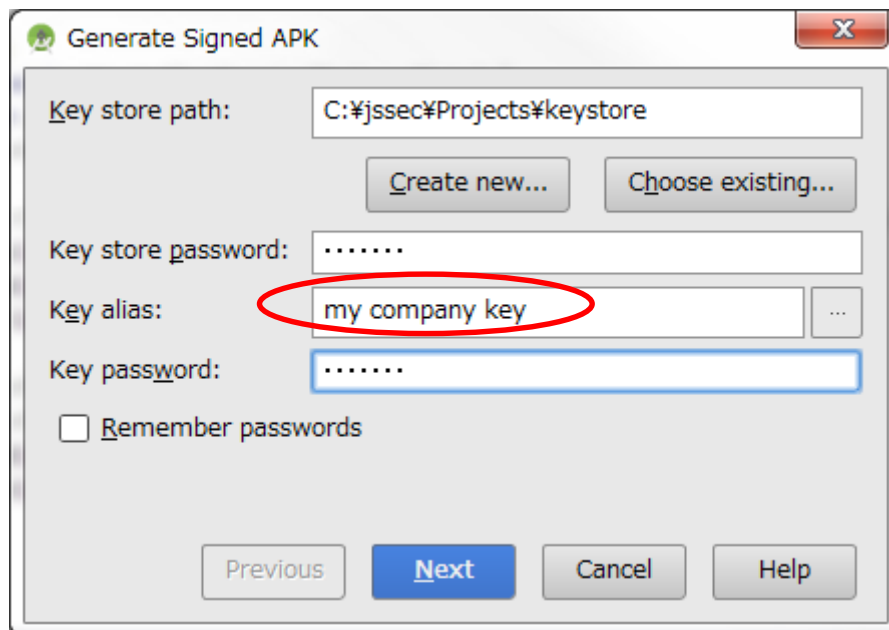 Generate Signed APK
Key store path: C:¥jssec¥Projects¥keystore
Create new... Choose existing...
Key store password: •••••••
Key alias: my company key ...
Key password: •••••••
Remember passwords
Previous Next Cancel Help